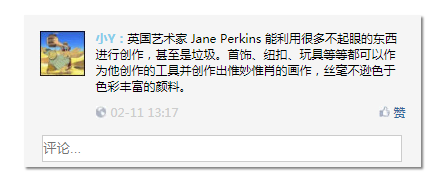 小Y：英国艺术家 Jane Perkins 能利用很多不起眼的东西
进行创作，甚至是垃圾。首饰、纽扣、玩具等等都可以作
为他创作的工具并创作出惟妙惟肖的画作，丝毫不逊色于
色彩丰富的颜料。
02-11 13:17 赞
评论...